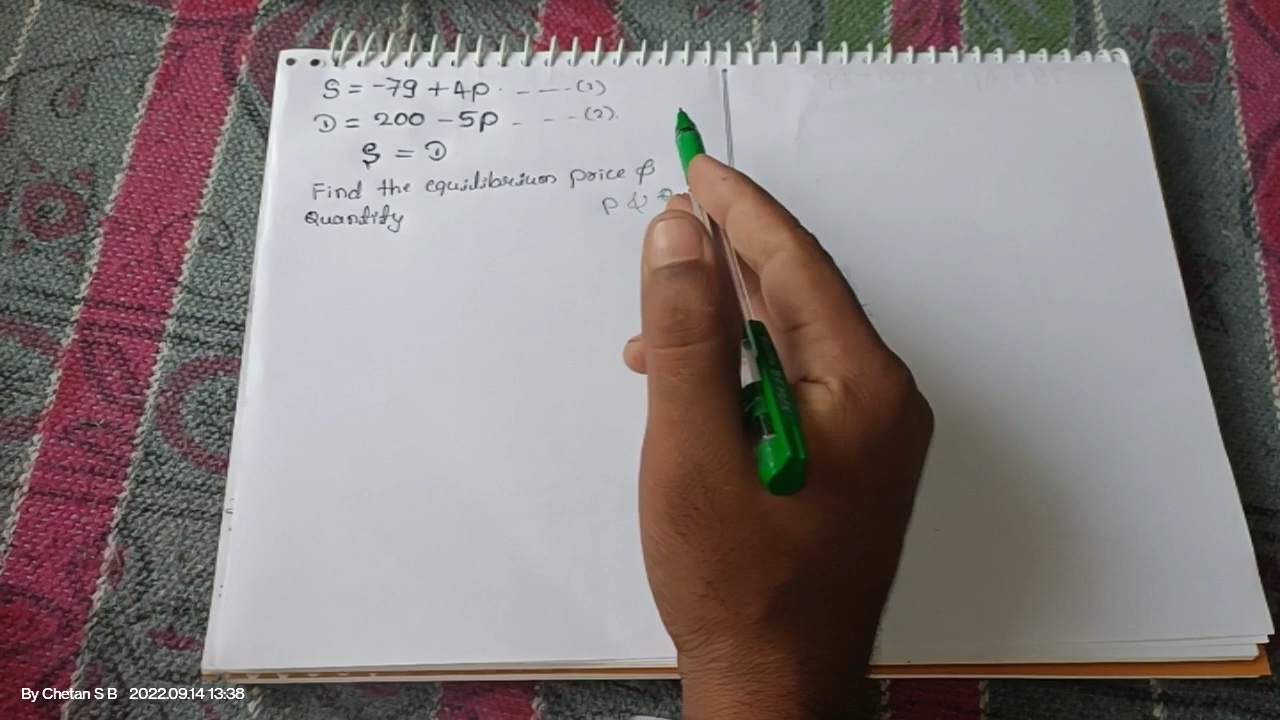 S = -79 + 4P - - - - (1)
D = 200 - 5P - - - (2).
S = D
Find the equilibrium price &
P &
Quantity
By Chetan S B 2022.09.14 13:38